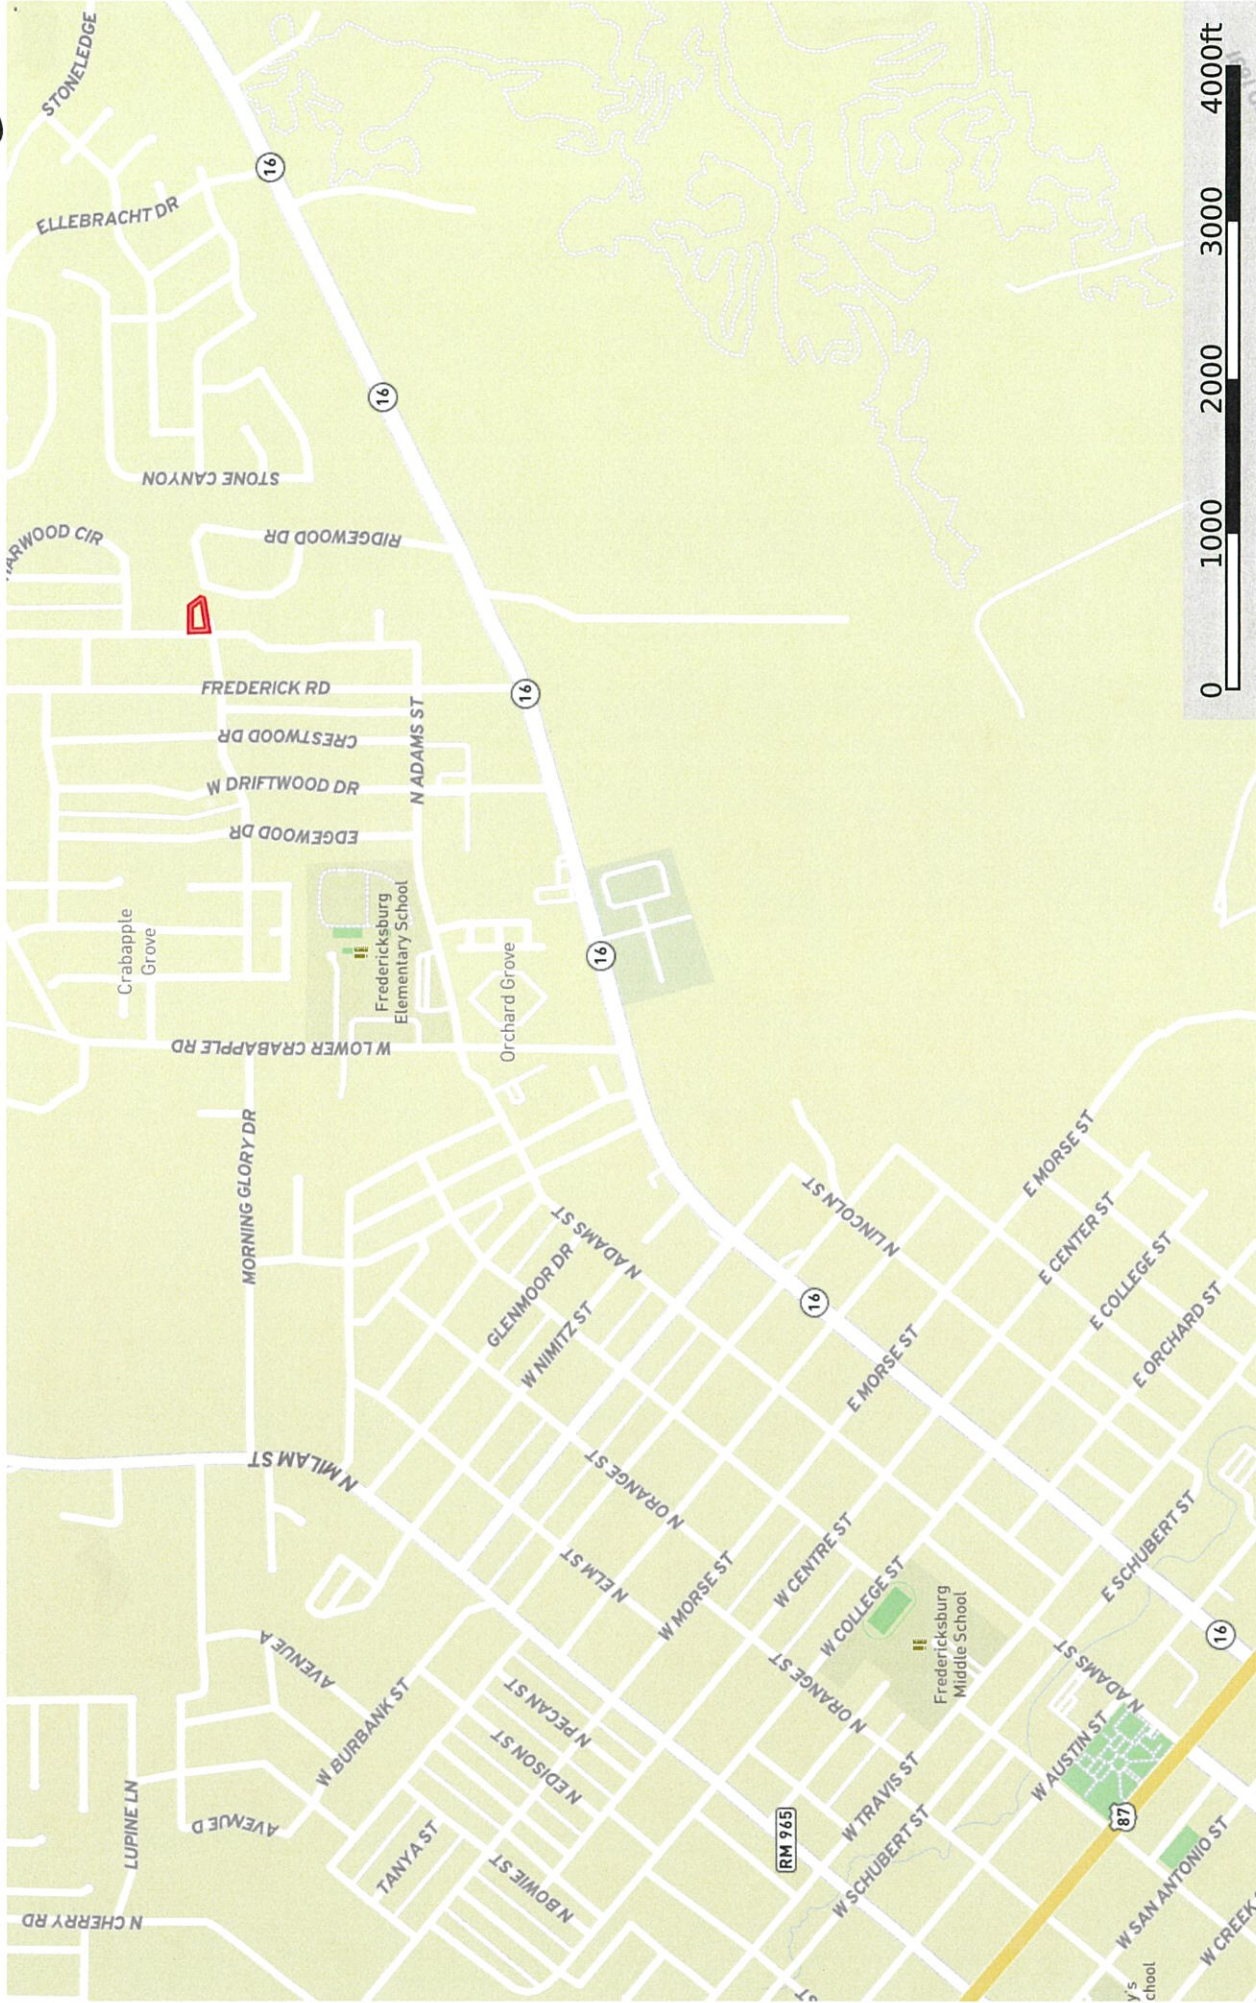 STONELEDGE
16
ELLEBRACHT DR
16
STONE CANYON
RIDGEWOOD DR
FREDERICK RD
CRESTWOOD DR
W DRIFTWOOD DR
N ADAMS ST
EDGEWOOD DR
16
Crabapple
Grove
Fredericksburg
Elementary School
Orchard Grove
16
W LOWER CRABAPPLE RD
MORNING GLORY DR
N ADAMS ST
GLENMOOR DR
W NIMITZ ST
N LINCOLN ST
E MORSE ST
E CENTER ST
E COLLEGE ST
E ORCHARD ST
16
E MORSE ST
N MILAM ST
N ORANGE ST
N ELM ST
W MORSE ST
W CENTRE ST
W COLLEGE ST
Fredericksburg
Middle School
E SCHUBERT ST
16
AVENUE A
W BURBANK ST
N PECAN ST
N EDISON ST
N ORANGE ST
N ADAMS ST
W AUSTIN ST
AVENUE D
LUPINE LN
TANYA ST
N BOWIE ST
RM 965
W TRAVIS ST
W SCHUBERT ST
87
W SAN ANTONIO ST
W CREEK
N CHERRY RD
WOOD CIR
ST
y's
chool
0 1000 2000 3000 4000ft